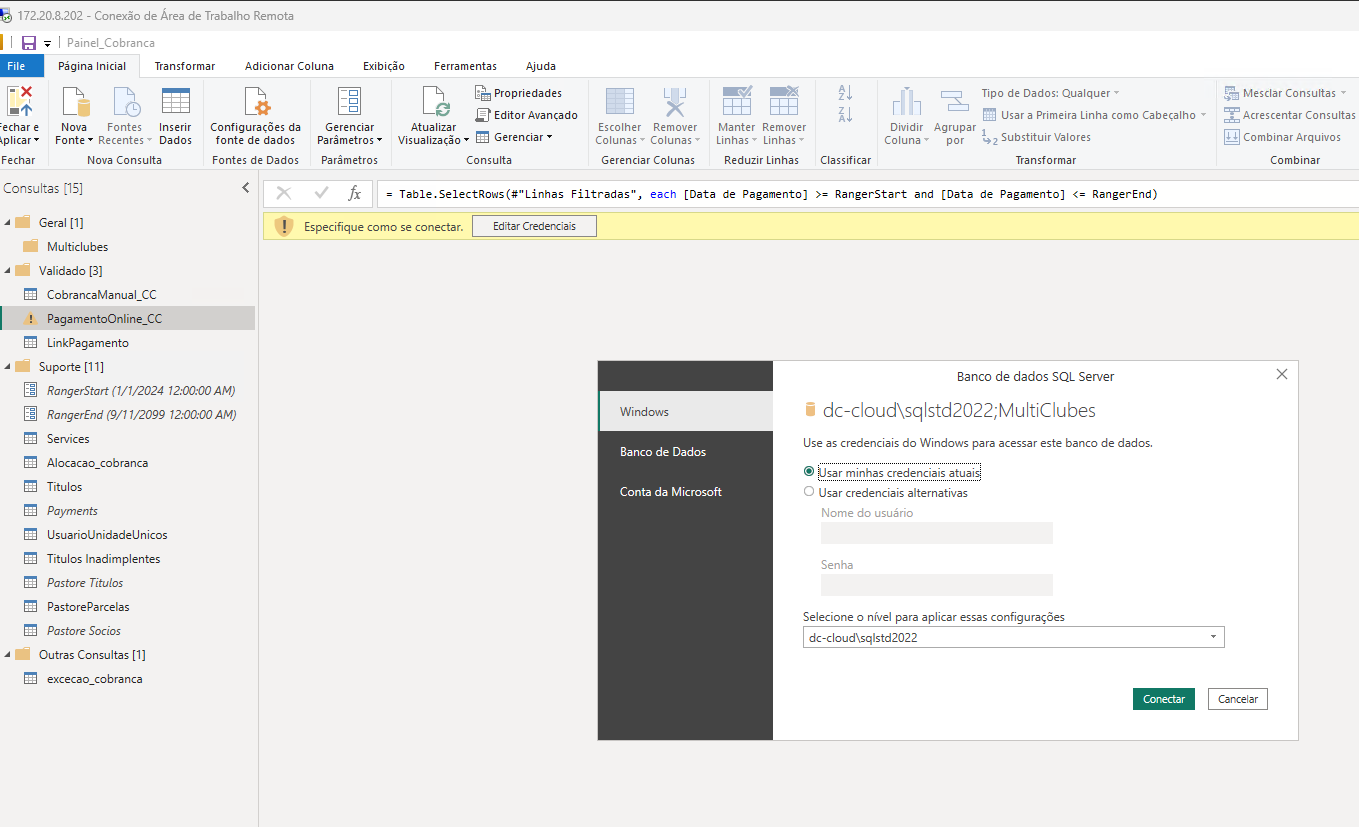 172.20.8.202 - Conexão de Área de Trabalho Remota
Painel_Cobranca
File Página Inicial Transformar Adicionar Coluna Exibição Ferramentas Ajuda
Fechar e Aplicar
Fechar
Nova Fonte
Fontes Recentes
Inserir Dados
Nova Consulta
Configurações da fonte de dados
Fontes de Dados
Gerenciar Parâmetros
Parâmetros
Atualizar Visualização
Propriedades
Editor Avançado
Gerenciar
Consulta
Escolher Colunas
Remover Colunas
Gerenciar Colunas
Manter Linhas
Remover Linhas
Reduzir Linhas
A Z
Z A
Classificar
Dividir Coluna
Agrupar por
Tipo de Dados: Qualquer
Usar a Primeira Linha como Cabeçalho
1 2 Substituir Valores
Transformar
Mesclar Consultas
Acrescentar Consultas
Combinar Arquivos
Combinar
Consultas [15]
fx
= Table.SelectRows(#"Linhas Filtradas", each [Data de Pagamento] >= RangerStart and [Data de Pagamento] <= RangerEnd)
Especifique como se conectar. Editar Credenciais
Geral [1]
Multiclubes
Validado [3]
CobrancaManual_CC
PagamentoOnline_CC
LinkPagamento
Suporte [11]
RangerStart (1/1/2024 12:00:00 AM)
RangerEnd (9/11/2099 12:00:00 AM)
Services
Alocacao_cobranca
Titulos
Payments
UsuarioUnidadeUnicos
Titulos Inadimplentes
Pastore Titulos
PastoreParcelas
Pastore Socios
Outras Consultas [1]
excecao_cobranca
Banco de dados SQL Server
Windows
Banco de Dados
Conta da Microsoft
dc-cloud\sqlstd2022;MultiClubes
Use as credenciais do Windows para acessar este banco de dados.
Usar minhas credenciais atuais
Usar credenciais alternativas
Nome do usuário
Senha
Selecione o nível para aplicar essas configurações
dc-cloud\sqlstd2022
Conectar Cancelar